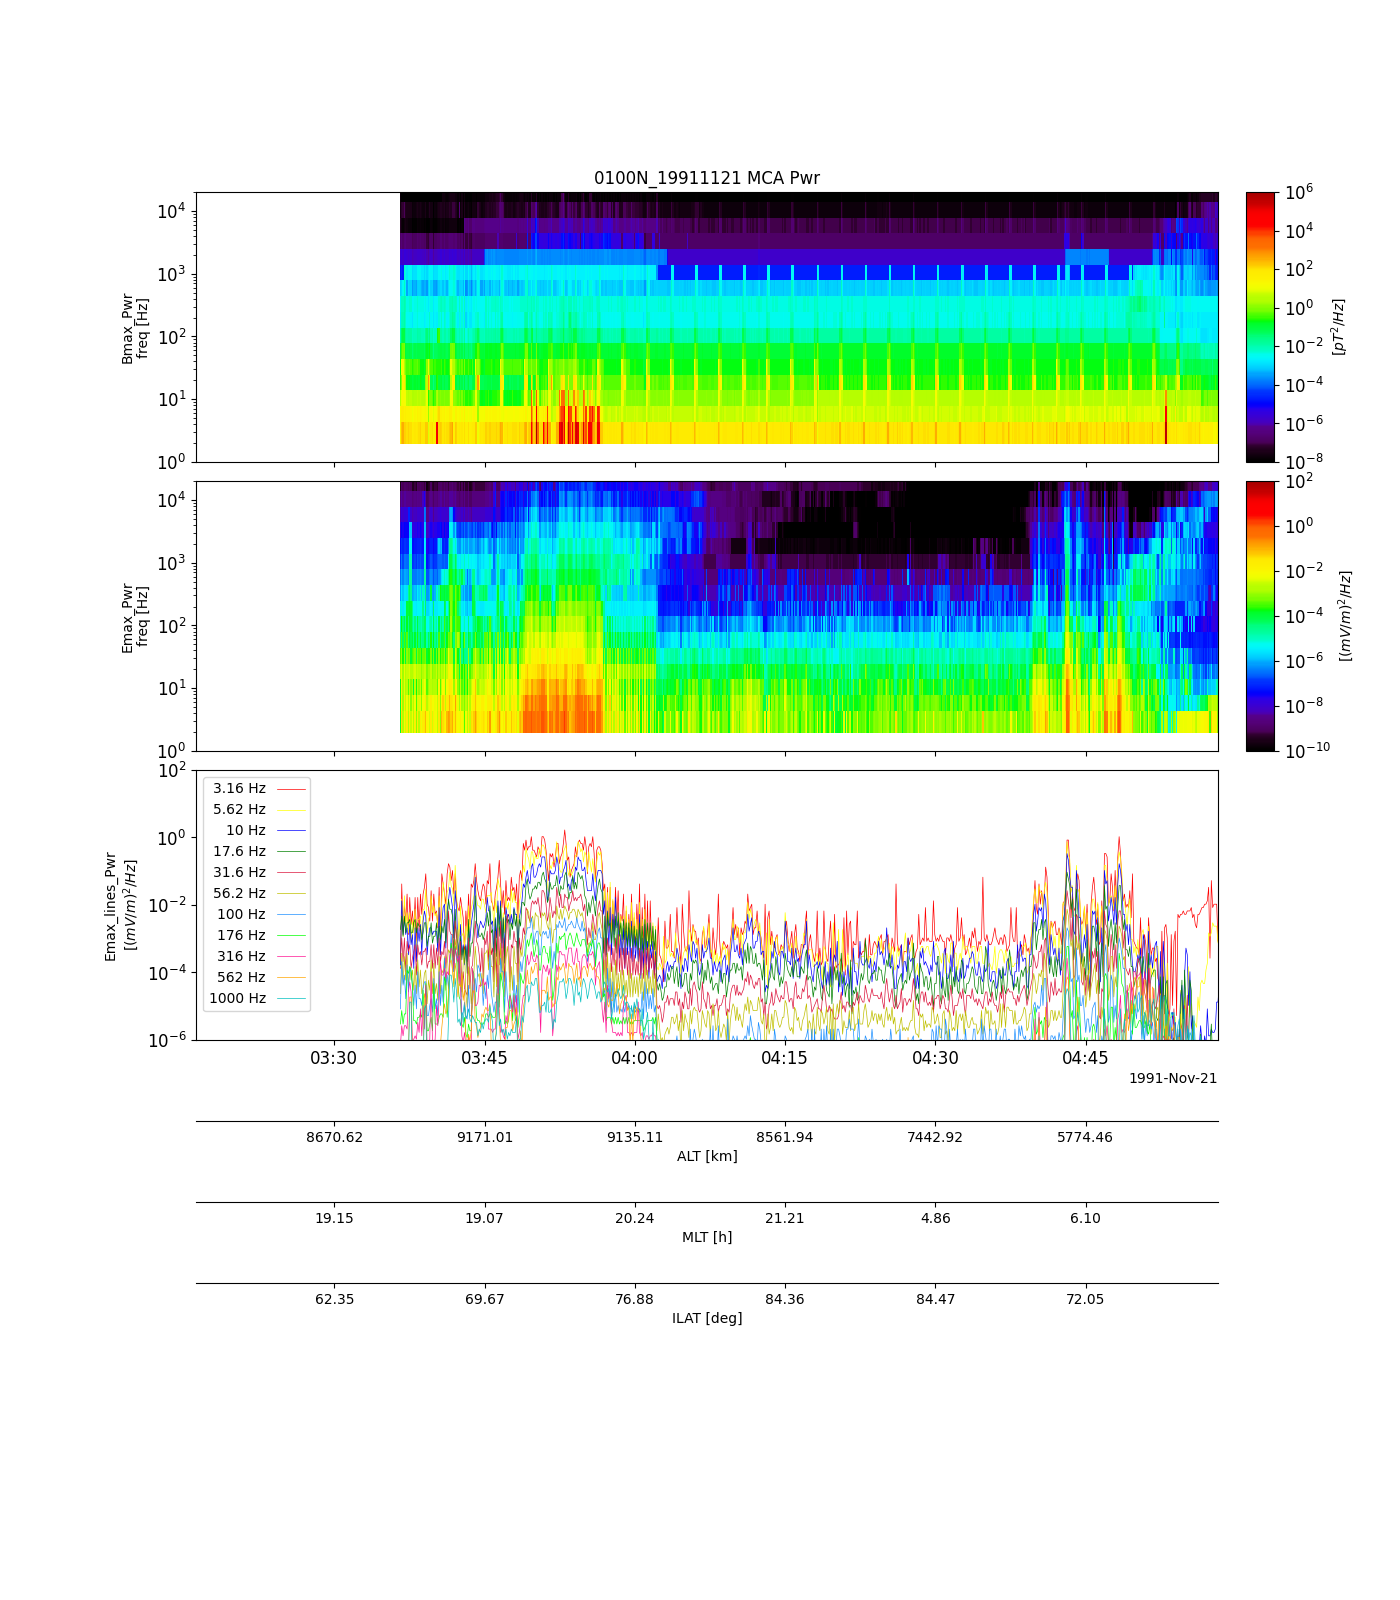 0100N_19911121 MCA Pwr
10^4
10^3
10^2
10^1
10^0
Bmax_Pwr
freq [Hz]
10^6
10^4
10^2
10^0
10^-2
10^-4
10^-6
10^-8
[pT^2/Hz]
10^4
10^3
10^2
10^1
10^0
Emax_Pwr
freq [Hz]
10^2
10^0
10^-2
10^-4
10^-6
10^-8
10^-10
[(mV/m)^2/Hz]
10^2
10^0
10^-2
10^-4
10^-6
Emax_lines_Pwr
[(mV/m)^2/Hz]
3.16 Hz
5.62 Hz
10 Hz
17.6 Hz
31.6 Hz
56.2 Hz
100 Hz
176 Hz
316 Hz
562 Hz
1000 Hz
03:30 03:45 04:00 04:15 04:30 04:45
1991-Nov-21
8670.62 9171.01 9135.11 8561.94 7442.92 5774.46
ALT [km]
19.15 19.07 20.24 21.21 4.86 6.10
MLT [h]
62.35 69.67 76.88 84.36 84.47 72.05
ILAT [deg]